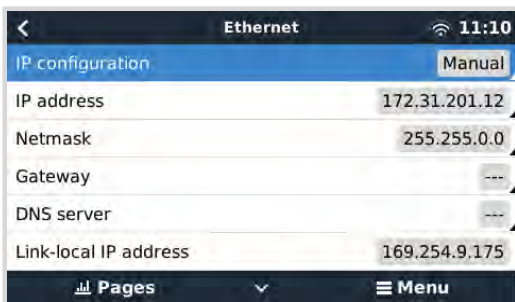 Ethernet 11:10
IP configuration Manual
IP address 172.31.201.12
Netmask 255.255.0.0
Gateway ---
DNS server ---
Link-local IP address 169.254.9.175
Pages Menu